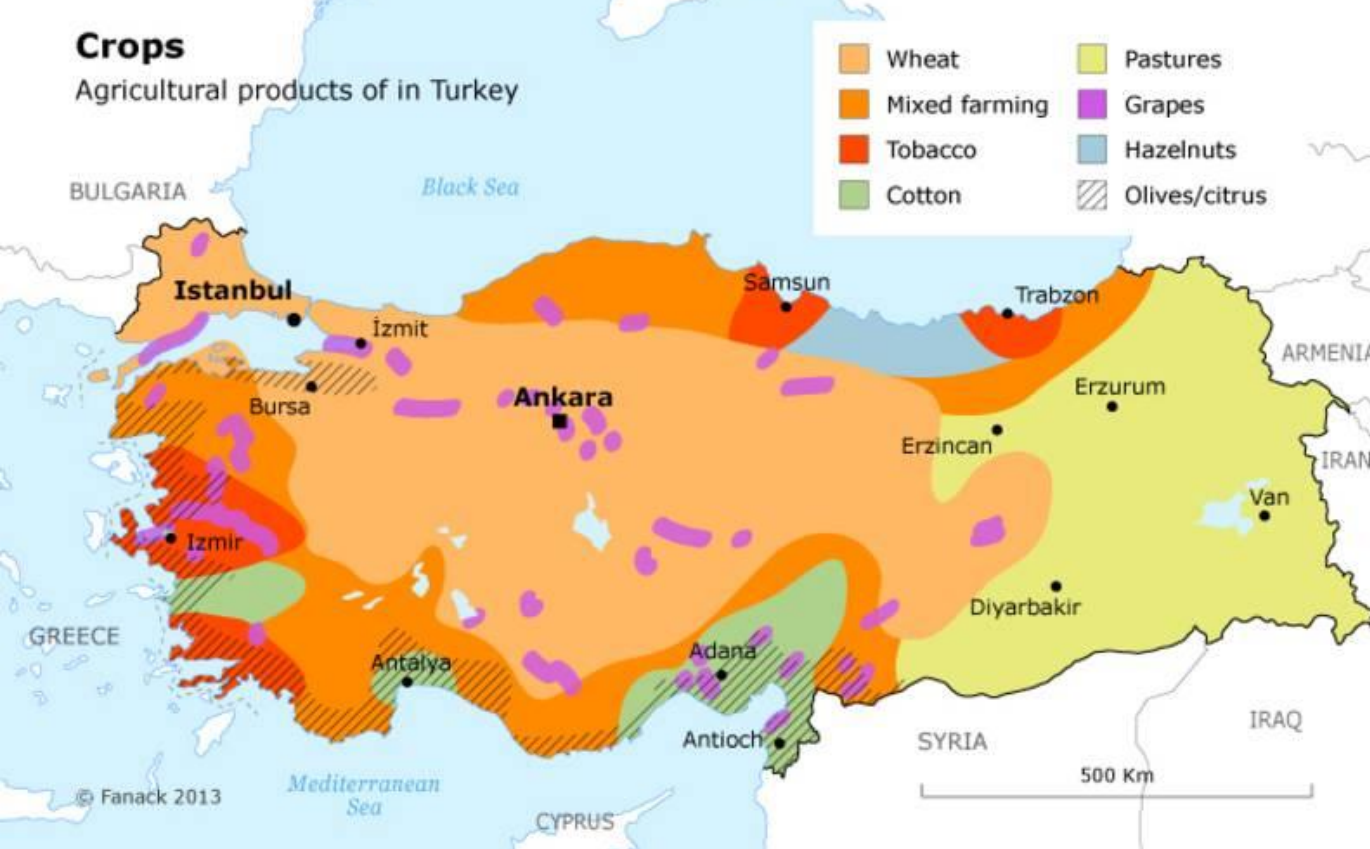 Crops
Agricultural products of in Turkey
Wheat
Mixed farming
Tobacco
Cotton
Pastures
Grapes
Hazelnuts
Olives/citrus
BULGARIA
Black Sea
Istanbul
İzmit
Samsun
Trabzon
ARMENIA
Bursa
Ankara
Erzurum
Erzincan
IRAN
Van
Izmir
Diyarbakir
GREECE
Antalya
Adana
Antioch
SYRIA
IRAQ
500 Km
Mediterranean
Sea
© Fanack 2013
CYPRUS